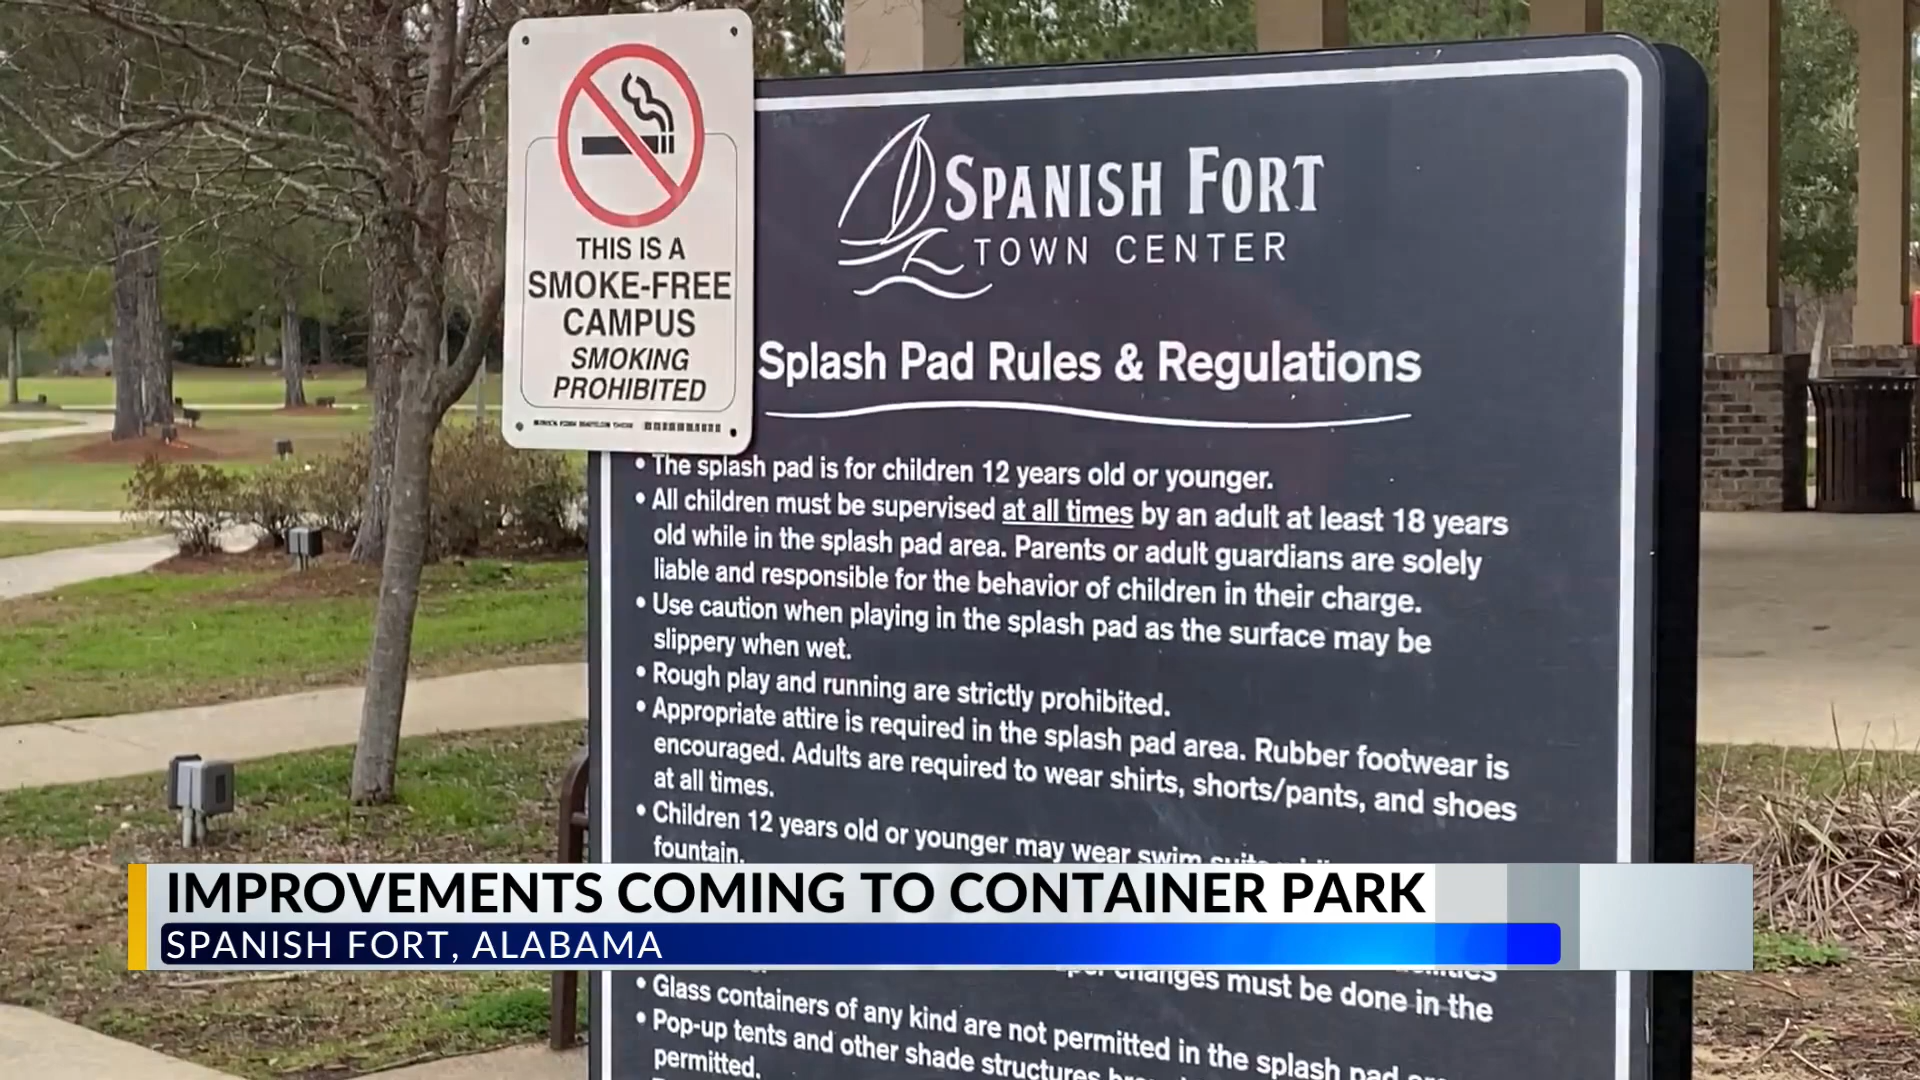 THIS IS A
SMOKE-FREE
CAMPUS
SMOKING
PROHIBITED
SPANISH FORT
TOWN CENTER
Splash Pad Rules & Regulations
• The splash pad is for children 12 years old or younger.
• All children must be supervised at all times by an adult at least 18 years
old while in the splash pad area. Parents or adult guardians are solely
liable and responsible for the behavior of children in their charge.
• Use caution when playing in the splash pad as the surface may be
slippery when wet.
• Rough play and running are strictly prohibited.
• Appropriate attire is required in the splash pad area. Rubber footwear is
encouraged. Adults are required to wear shirts, shorts/pants, and shoes
at all times.
• Children 12 years old or younger may wear swim suits
fountain.
IMPROVEMENTS COMING TO CONTAINER PARK
SPANISH FORT, ALABAMA
changes must be done in the
• Glass containers of any kind are not permitted in the splash pad
• Pop-up tents and other shade structures
permitted.